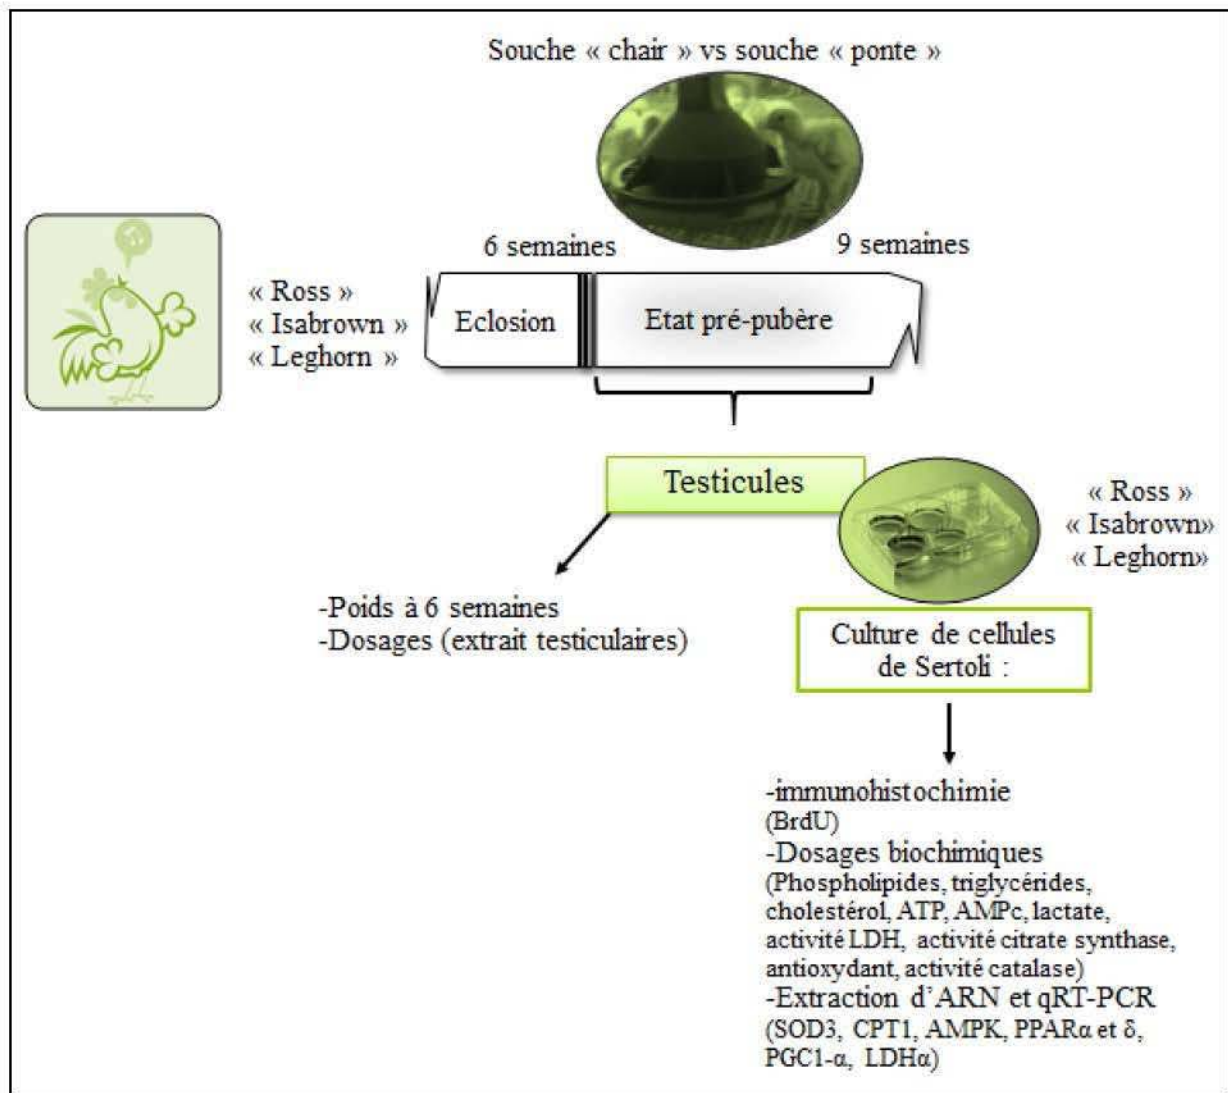 Souche « chair » vs souche « ponte »
6 semaines
9 semaines
« Ross »
« Isabrown »
« Leghorn »
Eclosion
Etat pré-pubère
Testicules
« Ross »
« Isabrown»
« Leghorn»
-Poids à 6 semaines
-Dosages (extrait testiculaires)
Culture de cellules
de Sertoli :
-immunohistochimie
(BrdU)
-Dosages biochimiques
(Phospholipides, triglycérides,
cholestérol, ATP, AMPc, lactate,
activité LDH, activité citrate synthase,
antioxydant, activité catalase)
-Extraction d’ARN et qRT-PCR
(SOD3, CPT1, AMPK, PPARα et δ,
PGC1-α, LDHα)